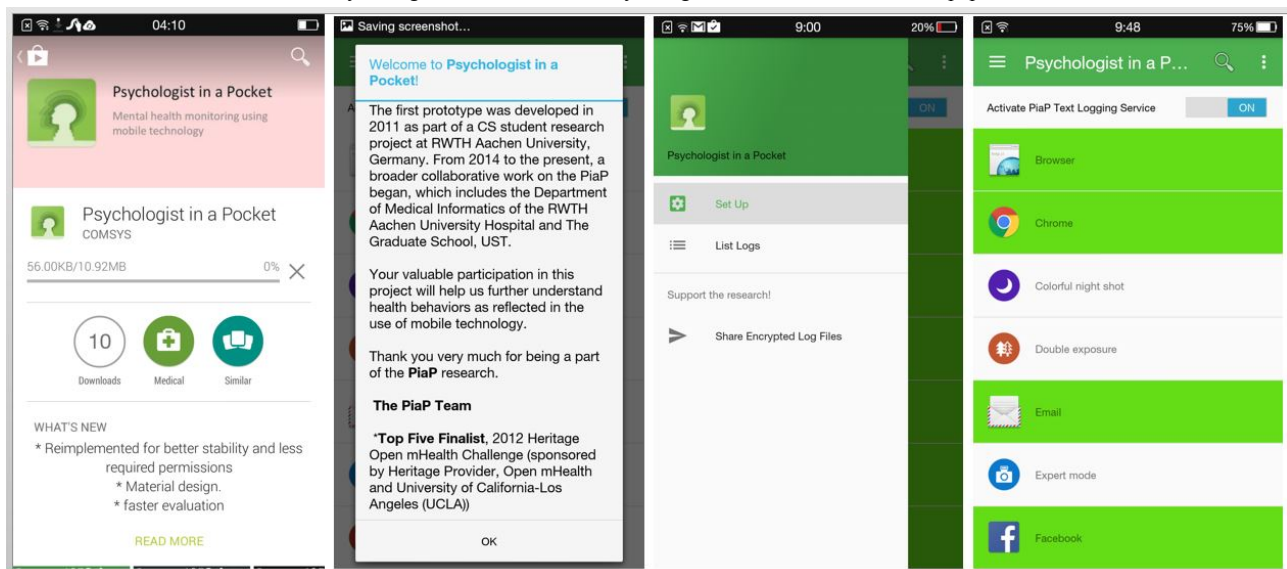 04:10
Psychologist in a Pocket
Mental health monitoring using
mobile technology
Psychologist in a Pocket
COMSYS
56.00KB/10.92MB
0%
10
Downloads
Medical
Similar
WHAT'S NEW
* Reimplemented for better stability and less
required permissions
* Material design.
* faster evaluation
READ MORE
Saving screenshot...
Welcome to Psychologist in a
Pocket!
The first prototype was developed in
2011 as part of a CS student research
project at RWTH Aachen University,
Germany. From 2014 to the present, a
broader collaborative work on the PiaP
began, which includes the Department
of Medical Informatics of the RWTH
Aachen University Hospital and The
Graduate School, UST.
Your valuable participation in this
project will help us further understand
health behaviors as reflected in the
use of mobile technology.
Thank you very much for being a part
of the PiaP research.
The PiaP Team
*Top Five Finalist, 2012 Heritage
Open mHealth Challenge (sponsored
by Heritage Provider, Open mHealth
and University of California-Los
Angeles (UCLA))
OK
9:00
20%
ON
Psychologist in a Pocket
Set Up
List Logs
Support the research!
Share Encrypted Log Files
9:48
75%
Psychologist in a P...
Activate PiaP Text Logging Service
ON
Browser
Chrome
Colorful night shot
Double exposure
Email
Expert mode
Facebook